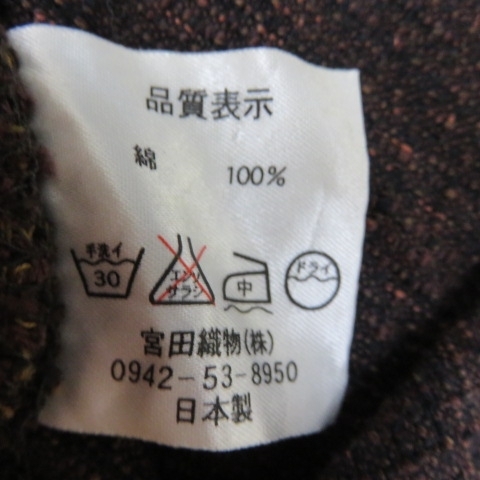 品質表示
綿 100%
手洗イ 30 エンソサラシ 中 ドライ
宮田織物(株)
0942-53-8950
日本製